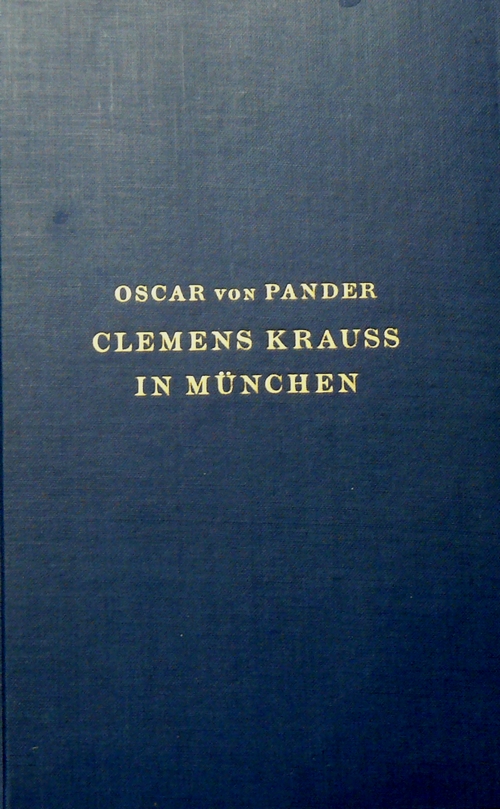 OSCAR VON PANDER
CLEMENS KRAUSS
IN MÜNCHEN